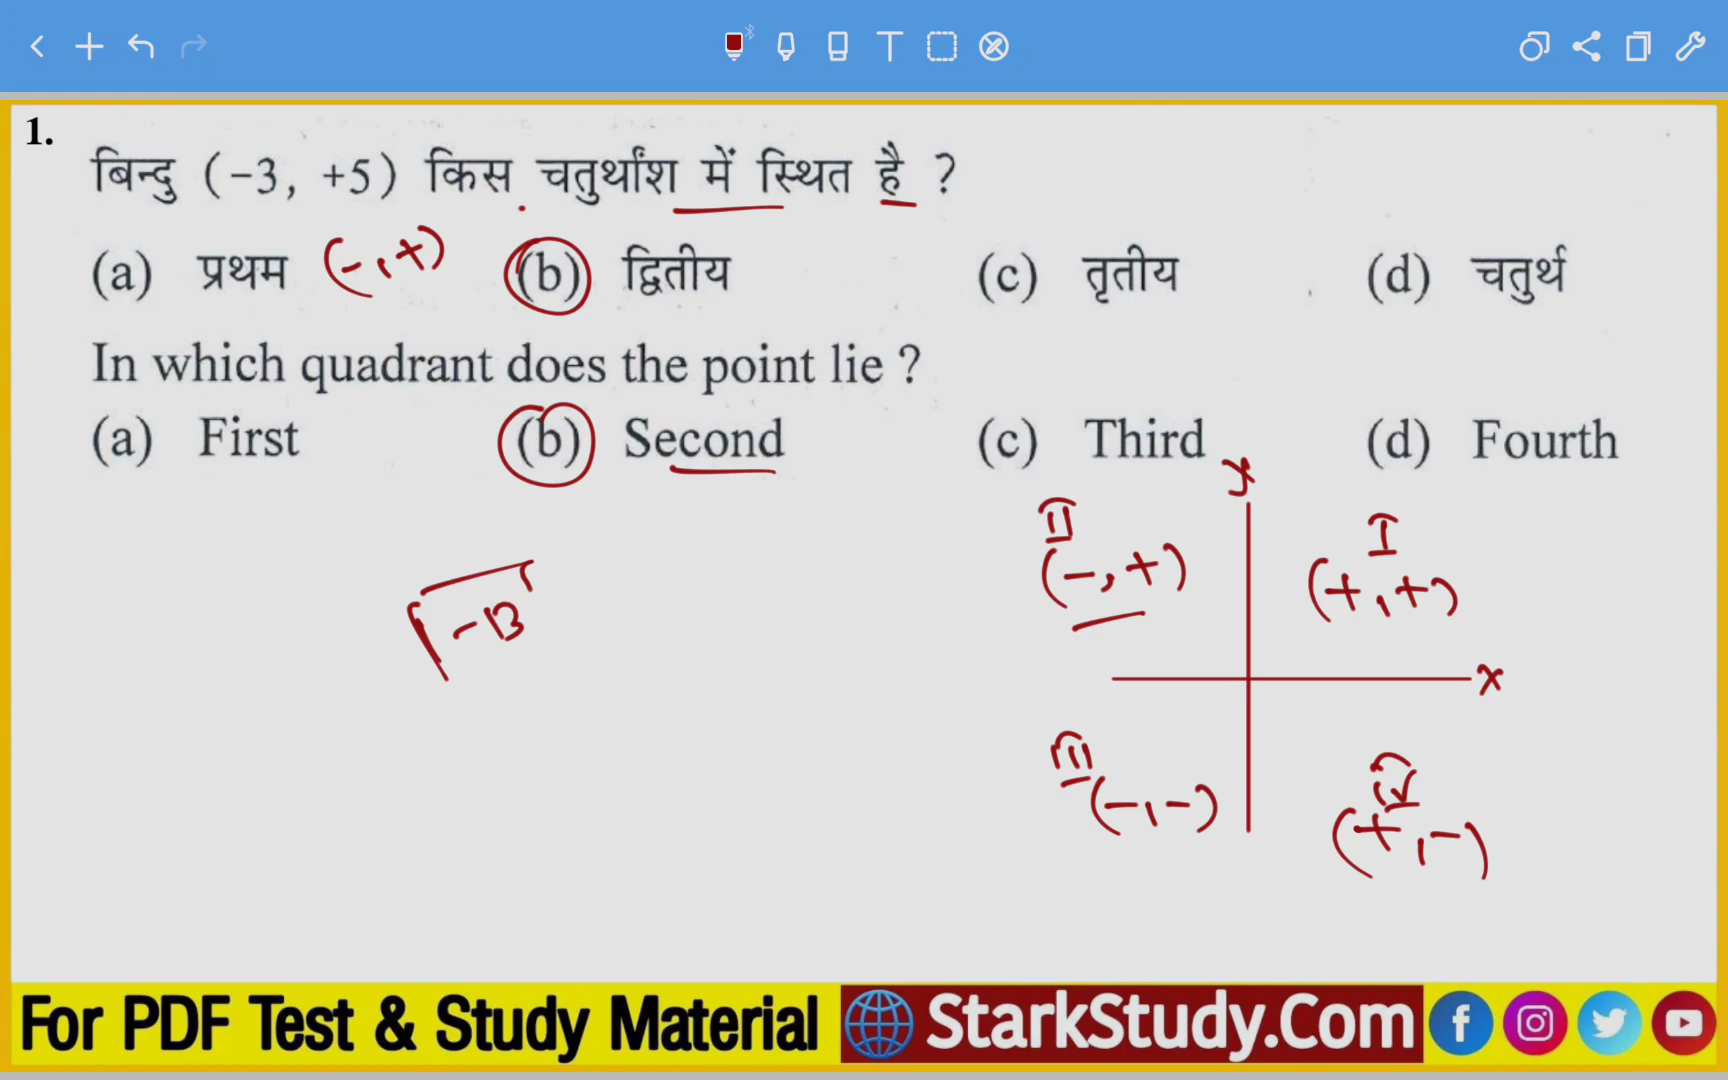 1.
बिन्दु (-3, +5) किस चतुर्थांश में स्थित है ?
(a) प्रथम (-,+) (b) द्वितीय (c) तृतीय (d) चतुर्थ
In which quadrant does the point lie ?
(a) First (b) Second (c) Third (d) Fourth
y
II I
(-,+) (+,+)
-13
x
III IV
(-,-) (+,-)
For PDF Test & Study Material StarkStudy.Com